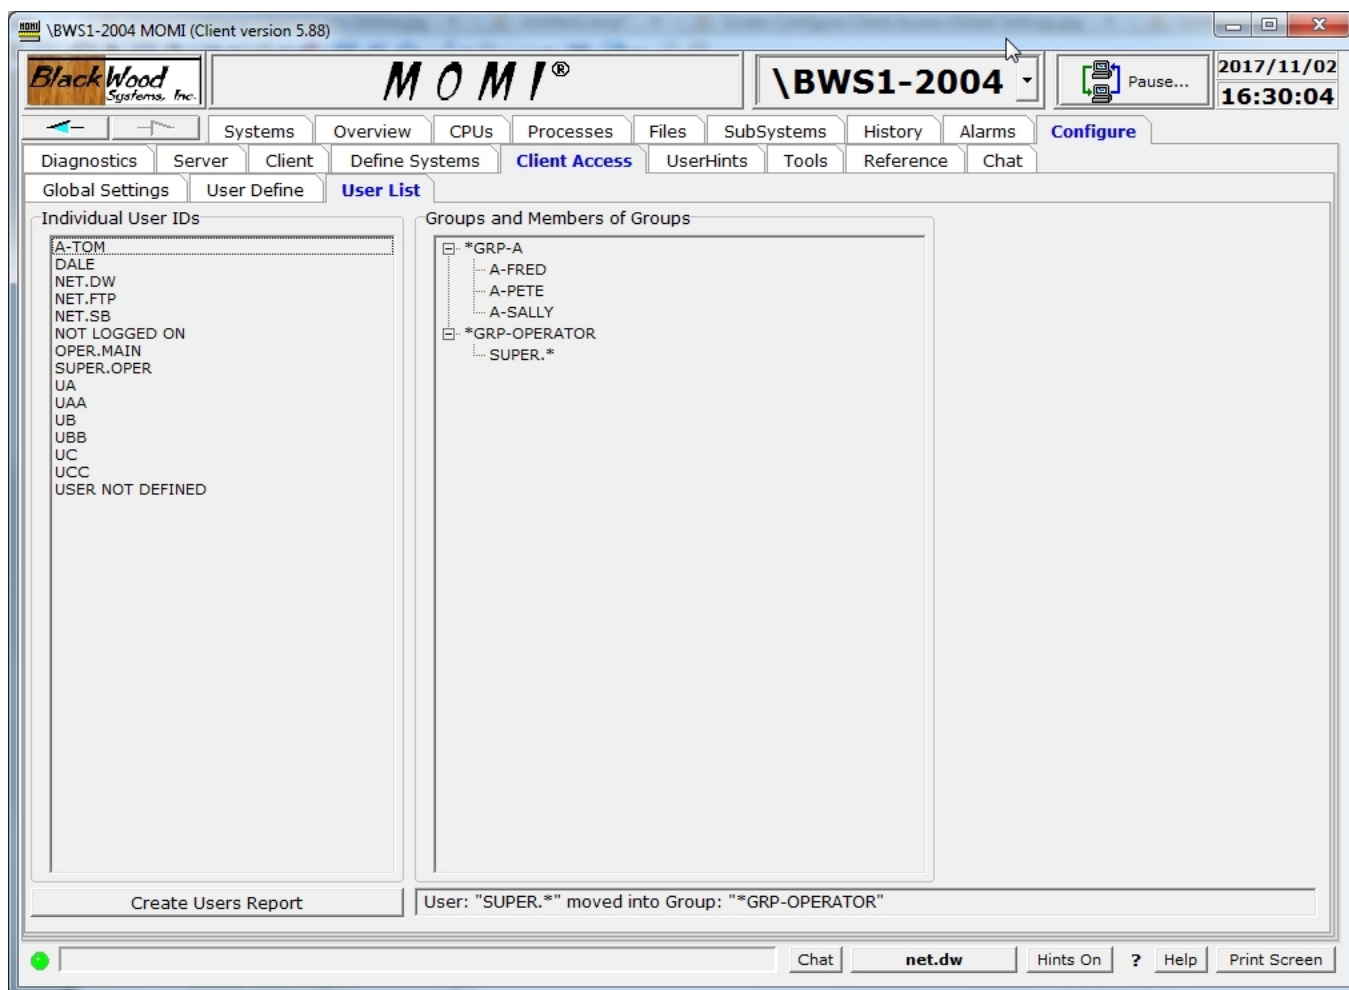 MOMI \BWS1-2004 MOMI (Client version 5.88)
BlackWood Systems, Inc.
MOMI®
\BWS1-2004
Pause...
2017/11/02
16:30:04
Systems Overview CPUs Processes Files SubSystems History Alarms Configure
Diagnostics Server Client Define Systems Client Access UserHints Tools Reference Chat
Global Settings User Define User List
Individual User IDs
A-TOM
DALE
NET.DW
NET.FTP
NET.SB
NOT LOGGED ON
OPER.MAIN
SUPER.OPER
UA
UAA
UB
UBB
UC
UCC
USER NOT DEFINED
Groups and Members of Groups
*GRP-A
A-FRED
A-PETE
A-SALLY
*GRP-OPERATOR
SUPER.*
Create Users Report
User: "SUPER.*" moved into Group: "*GRP-OPERATOR"
Chat net.dw Hints On ? Help Print Screen